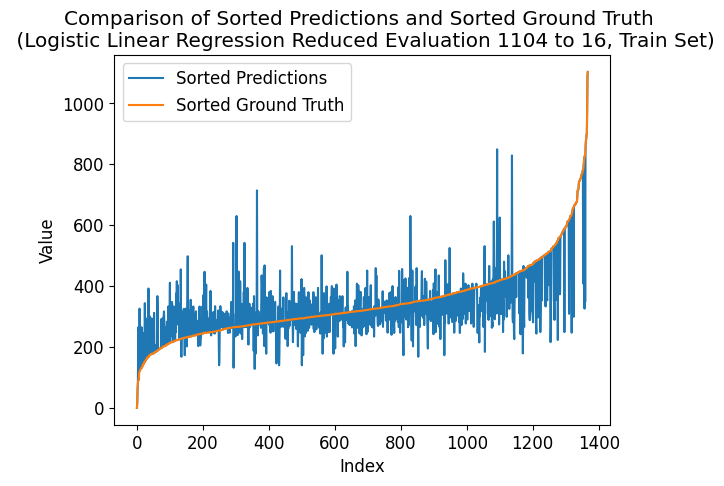 Comparison of Sorted Predictions and Sorted Ground Truth
(Logistic Linear Regression Reduced Evaluation 1104 to 16, Train Set)
Sorted Predictions
Sorted Ground Truth
Value
1000
800
600
400
200
0
0 200 400 600 800 1000 1200 1400
Index